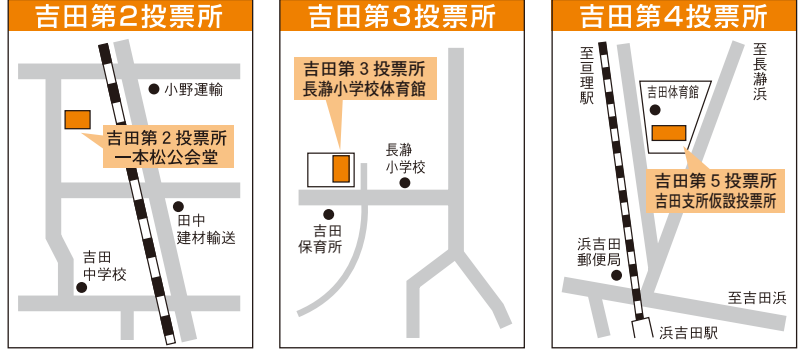 吉田第2投票所
小野運輸
吉田第2投票所
一本松公会堂
田中
建材輸送
吉田
中学校
吉田第3投票所
吉田第3投票所
長瀞小学校体育館
長瀞
小学校
吉田
保育所
吉田第4投票所
至亘理駅
至長瀞浜
吉田体育館
吉田第5投票所
吉田支所仮設投票所
浜吉田
郵便局
至吉田浜
浜吉田駅